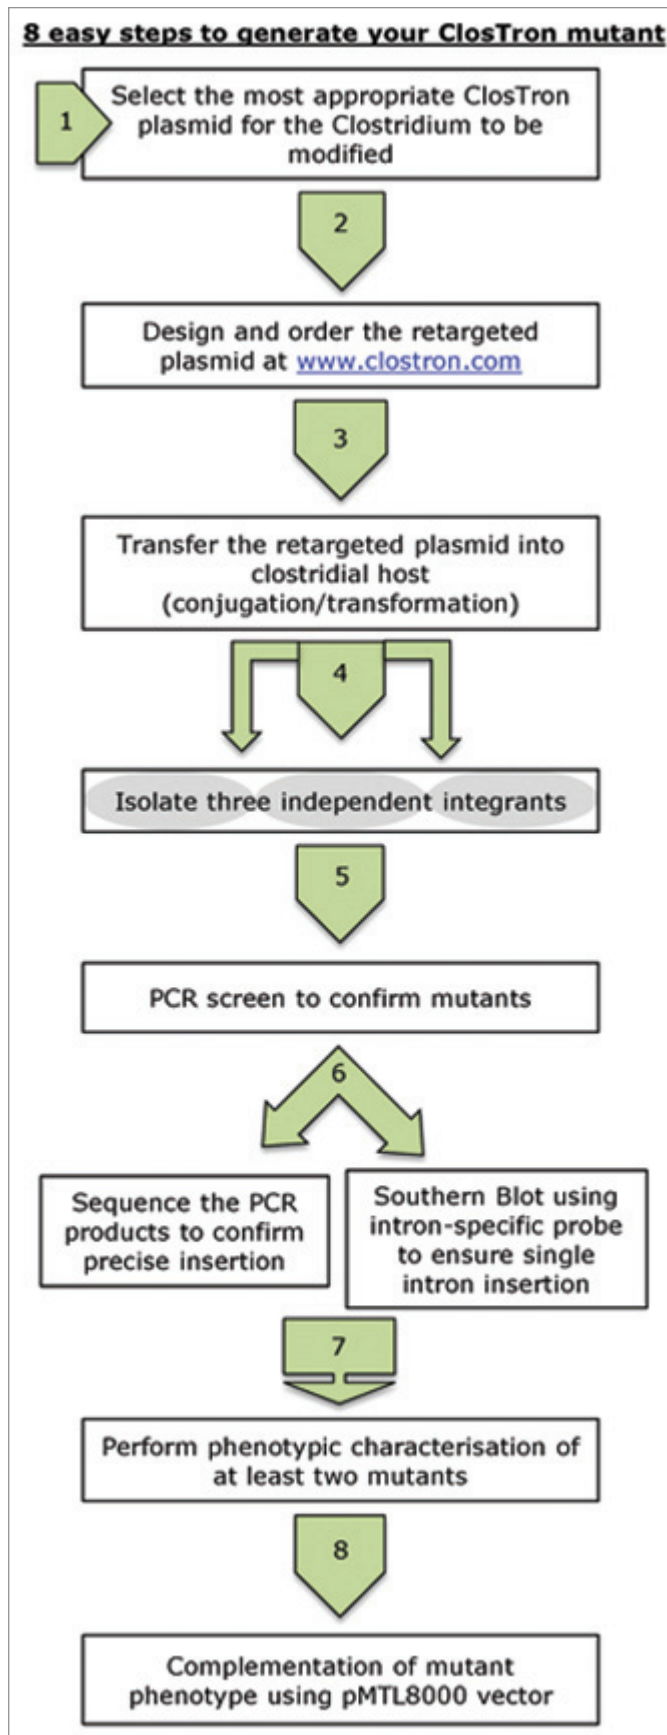 8 easy steps to generate your ClosTron mutant
1
Select the most appropriate ClosTron
plasmid for the Clostridium to be
modified
2
Design and order the retargeted
plasmid at www.clostron.com
3
Transfer the retargeted plasmid into
clostridial host
(conjugation/transformation)
4
Isolate three independent integrants
5
PCR screen to confirm mutants
6
Sequence the PCR
products to confirm
precise insertion
Southern Blot using
intron-specific probe
to ensure single
intron insertion
7
Perform phenotypic characterisation of
at least two mutants
8
Complementation of mutant
phenotype using pMTL8000 vector